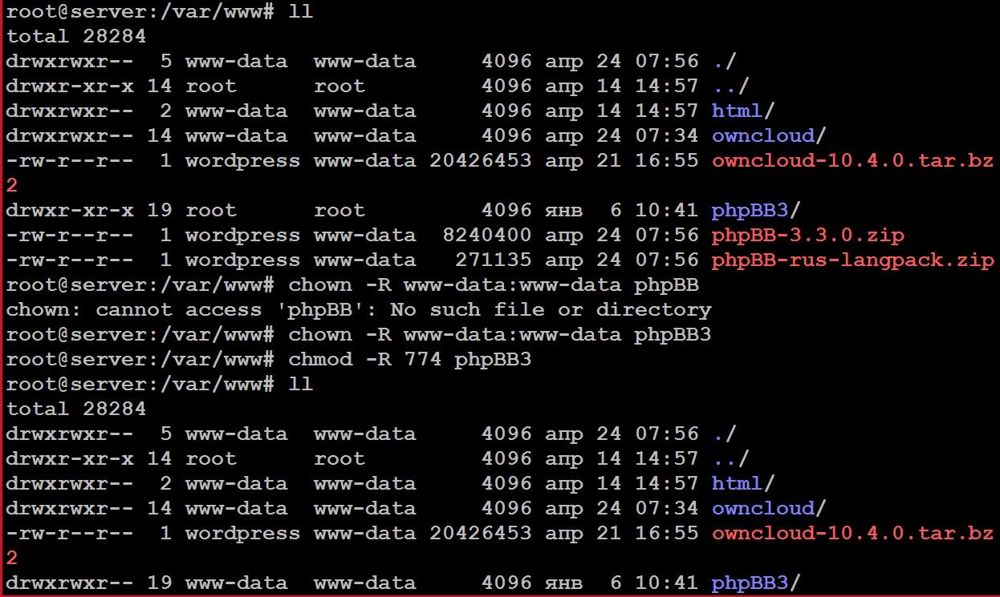 root@server:/var/www# ll
total 28284
drwxrwxr--  5 www-data  www-data     4096 апр 24 07:56 ./
drwxr-xr-x 14 root      root         4096 апр 14 14:57 ../
drwxrwxr--  2 www-data  www-data     4096 апр 14 14:57 html/
drwxrwxr-- 14 www-data  www-data     4096 апр 24 07:34 owncloud/
-rw-r--r--  1 wordpress www-data 20426453 апр 21 16:55 owncloud-10.4.0.tar.bz
2
drwxr-xr-x 19 root      root         4096 янв  6 10:41 phpBB3/
-rw-r--r--  1 wordpress www-data  8240400 апр 24 07:56 phpBB-3.3.0.zip
-rw-r--r--  1 wordpress www-data   271135 апр 24 07:56 phpBB-rus-langpack.zip
root@server:/var/www# chown -R www-data:www-data phpBB
chown: cannot access 'phpBB': No such file or directory
root@server:/var/www# chown -R www-data:www-data phpBB3
root@server:/var/www# chmod -R 774 phpBB3
root@server:/var/www# ll
total 28284
drwxrwxr--  5 www-data  www-data     4096 апр 24 07:56 ./
drwxr-xr-x 14 root      root         4096 апр 14 14:57 ../
drwxrwxr--  2 www-data  www-data     4096 апр 14 14:57 html/
drwxrwxr-- 14 www-data  www-data     4096 апр 24 07:34 owncloud/
-rw-r--r--  1 wordpress www-data 20426453 апр 21 16:55 owncloud-10.4.0.tar.bz
2
drwxrwxr-- 19 www-data  www-data     4096 янв  6 10:41 phpBB3/